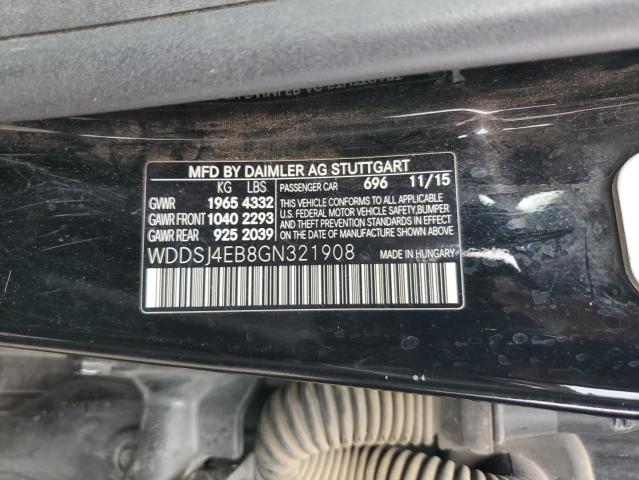 MFD BY DAIMLER AG STUTTGART
KG LBS PASSENGER CAR 696 11/15
GVWR 1965 4332 THIS VEHICLE CONFORMS TO ALL APPLICABLE
GAWR FRONT 1040 2293 U.S. FEDERAL MOTOR VEHICLE SAFETY, BUMPER
GAWR REAR 925 2039 AND THEFT PREVENTION STANDARDS IN EFFECT
ON THE DATE OF MANUFACTURE SHOWN ABOVE.
WDDSJ4EB8GN321908 MADE IN HUNGARY